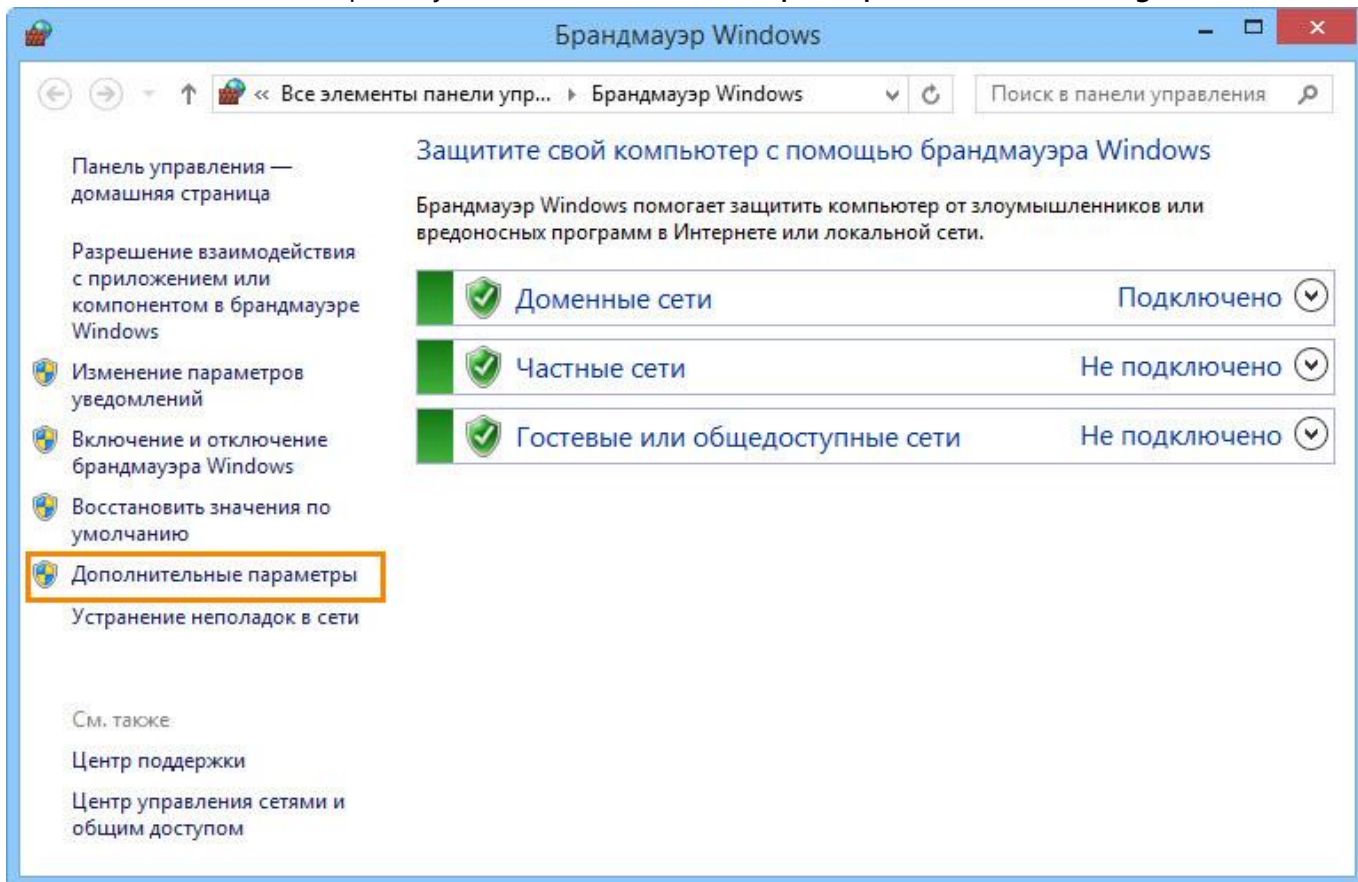 Брандмауэр Windows
« Все элементы панели упр... Брандмауэр Windows
Поиск в панели управления
Панель управления —
домашняя страница
Разрешение взаимодействия
с приложением или
компонентом в брандмауэре
Windows
Изменение параметров
уведомлений
Включение и отключение
брандмауэра Windows
Восстановить значения по
умолчанию
Дополнительные параметры
Устранение неполадок в сети
См. также
Центр поддержки
Центр управления сетями и
общим доступом
Защитите свой компьютер с помощью брандмауэра Windows
Брандмауэр Windows помогает защитить компьютер от злоумышленников или
вредоносных программ в Интернете или локальной сети.
Доменные сети Подключено
Частные сети Не подключено
Гостевые или общедоступные сети Не подключено